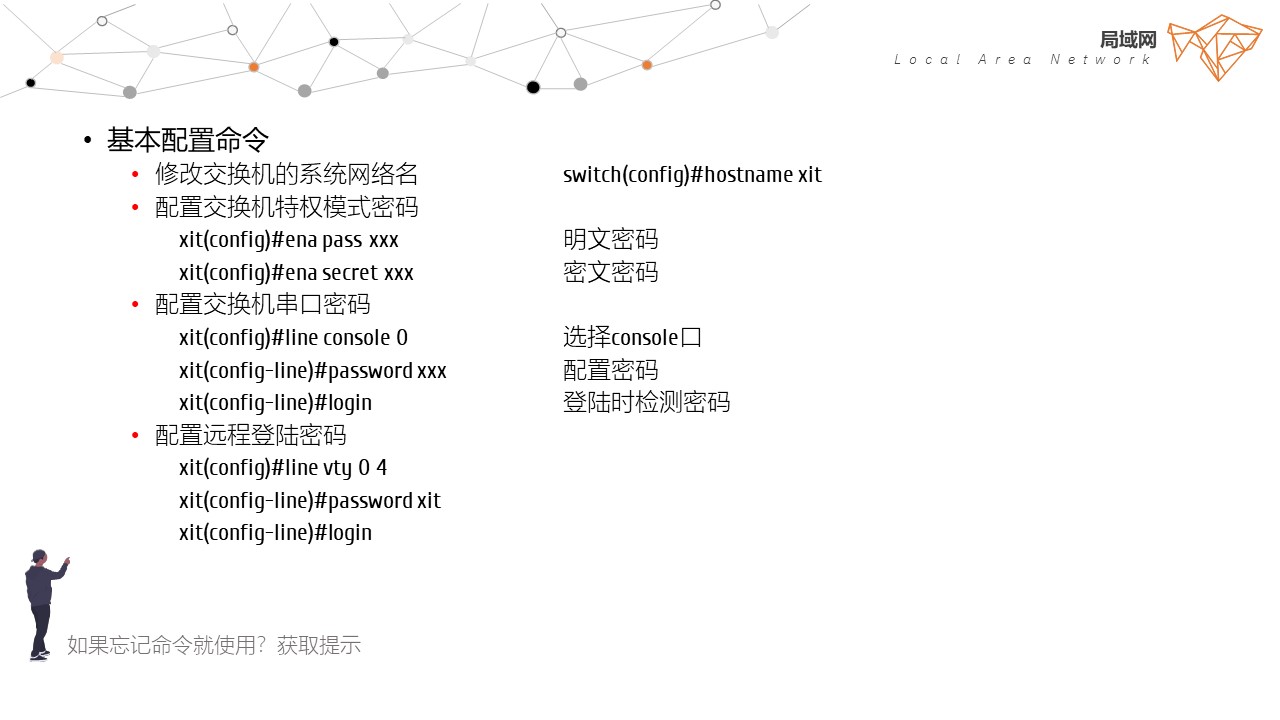 局域网
Local Area Network
• 基本配置命令
• 修改交换机的系统网络名 switch(config)#hostname xit
• 配置交换机特权模式密码
xit(config)#ena pass xxx 明文密码
xit(config)#ena secret xxx 密文密码
• 配置交换机串口密码
xit(config)#line console 0 选择console口
xit(config-line)#password xxx 配置密码
xit(config-line)#login 登陆时检测密码
• 配置远程登陆密码
xit(config)#line vty 0 4
xit(config-line)#password xit
xit(config-line)#login
如果忘记命令就使用？获取提示